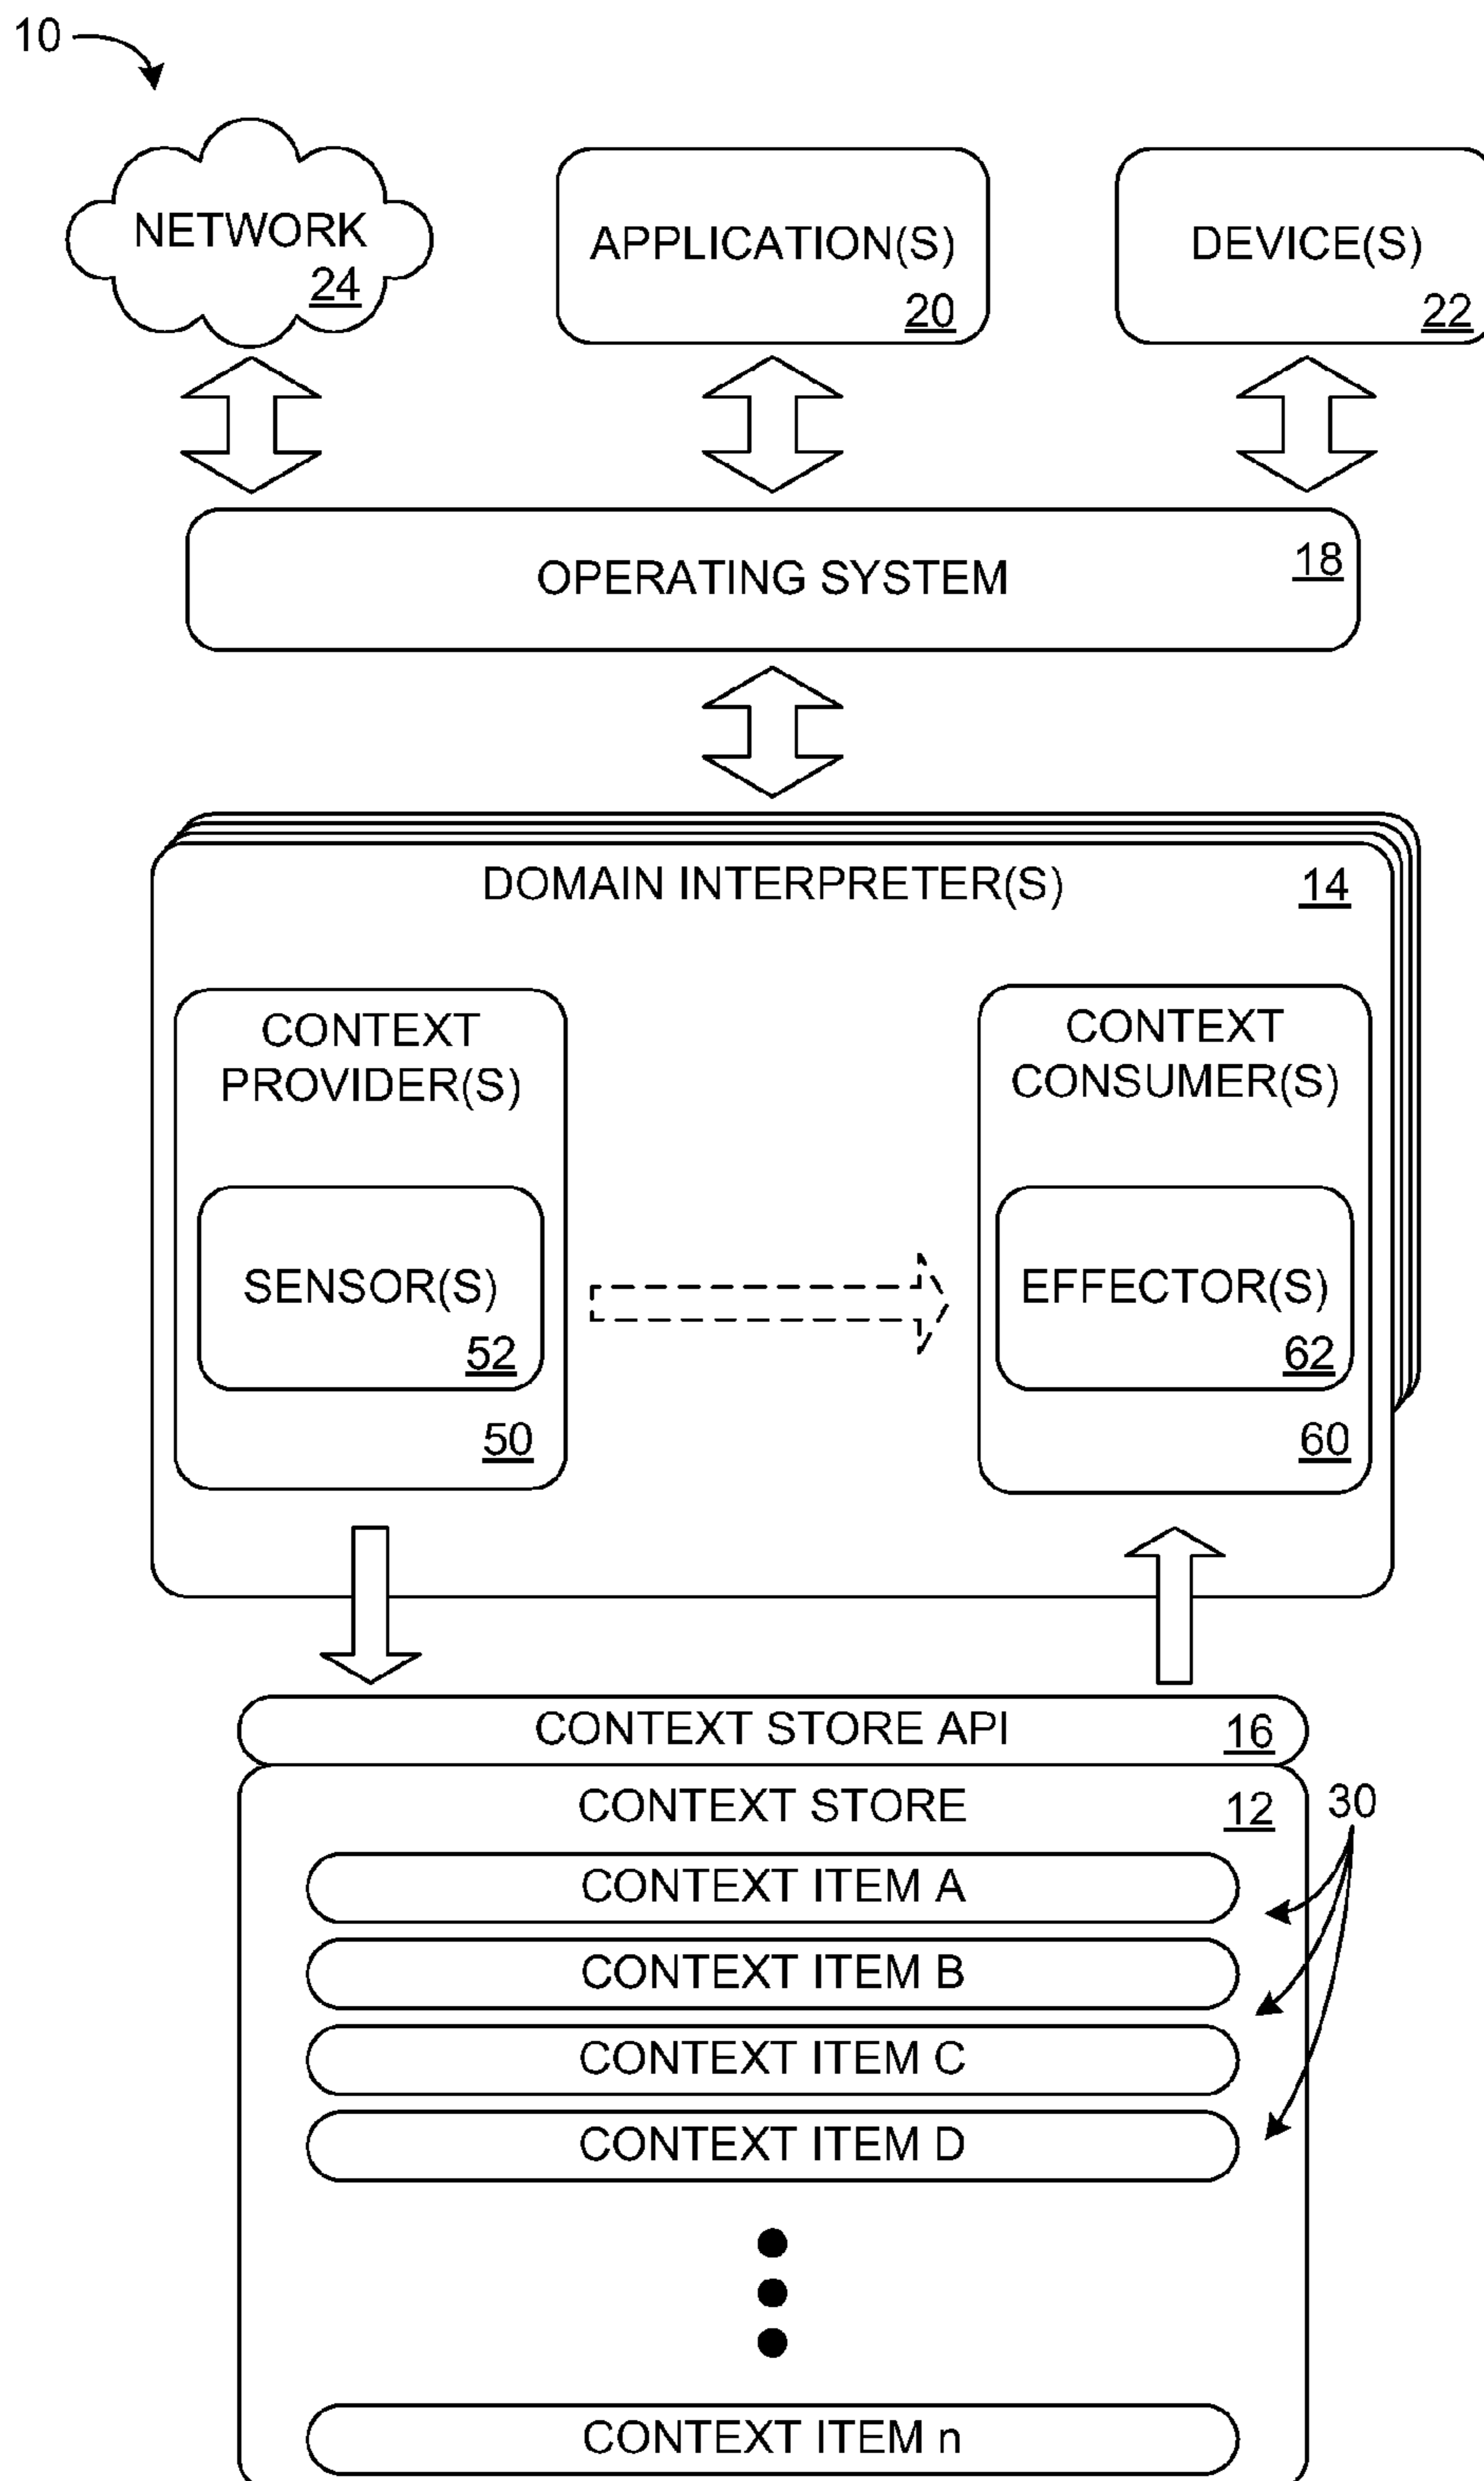 10
NETWORK
24
APPLICATION(S)
20
DEVICE(S)
22
OPERATING SYSTEM
18
DOMAIN INTERPRETER(S)
14
CONTEXT
PROVIDER(S)
SENSOR(S)
52
50
CONTEXT
CONSUMER(S)
EFFECTOR(S)
62
60
CONTEXT STORE API
16
CONTEXT STORE
12
30
CONTEXT ITEM A
CONTEXT ITEM B
CONTEXT ITEM C
CONTEXT ITEM D
CONTEXT ITEM n